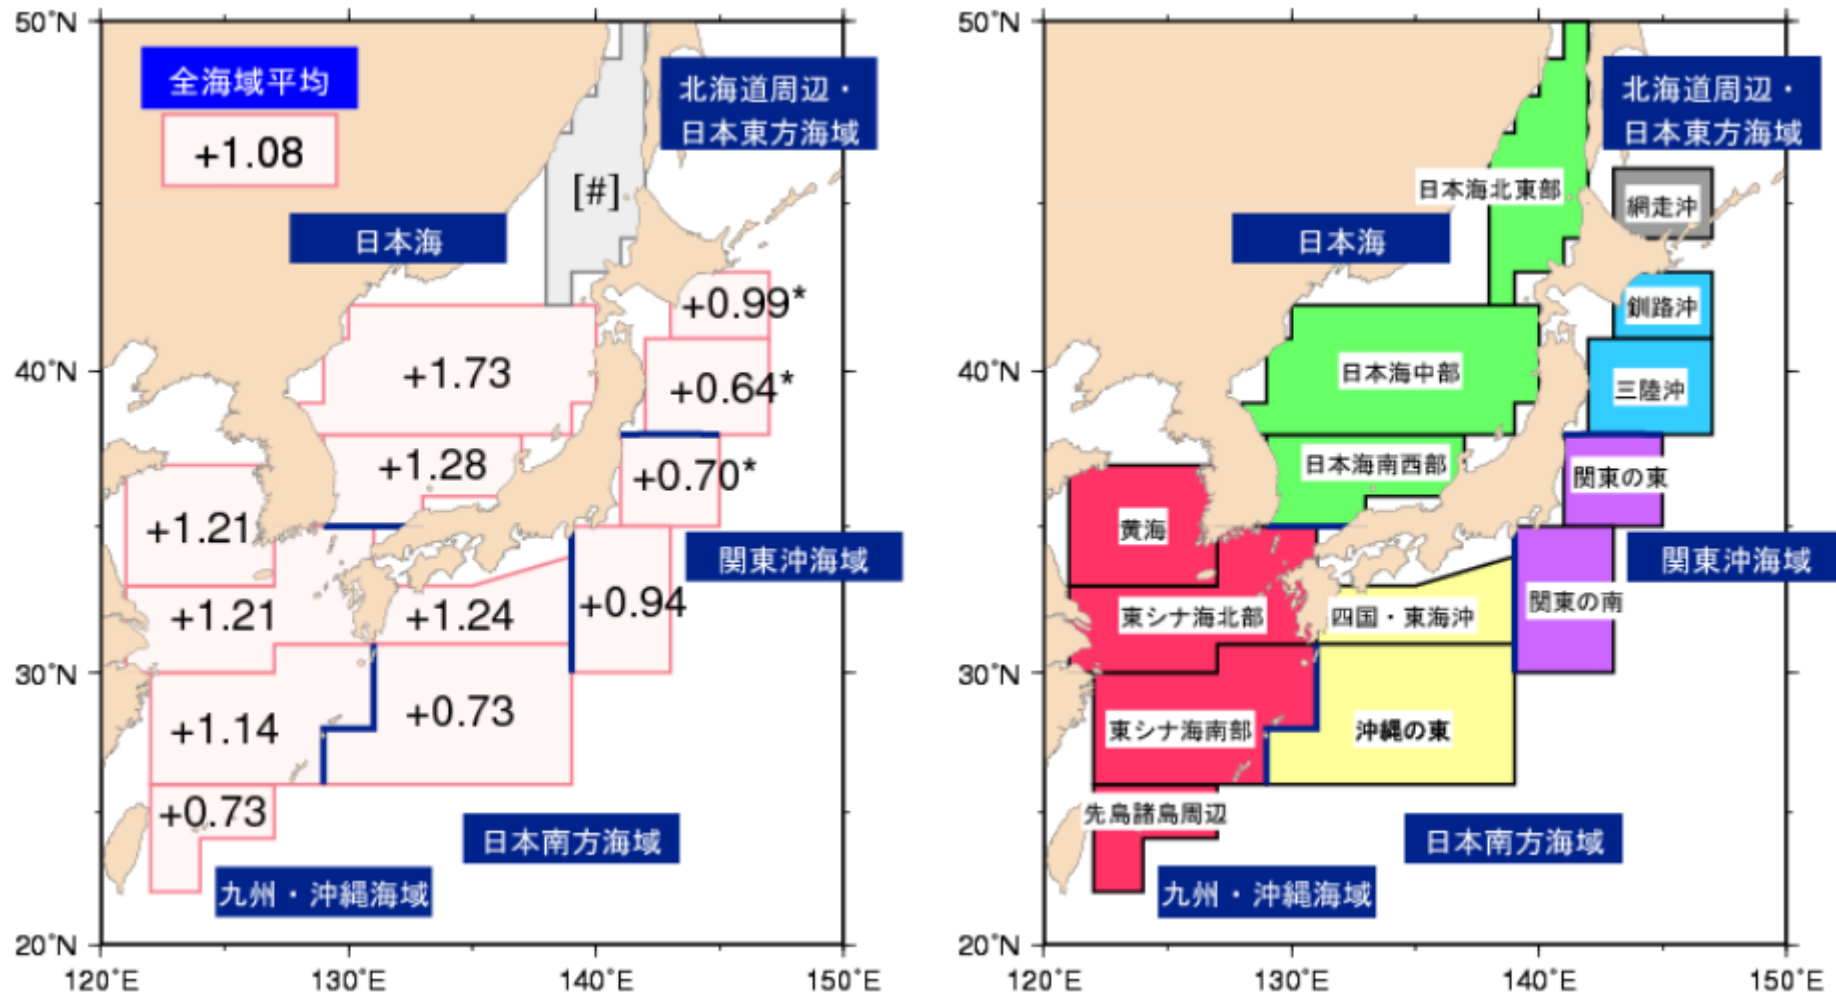 50°N
全海域平均
+1.08
北海道周辺・
日本東方海域
[#]
日本海
+0.99*
+1.73
40°N
+0.64*
+1.28
+0.70*
+1.21
関東沖海域
+1.21
+1.24
+0.94
30°N
+1.14
+0.73
+0.73
日本南方海域
九州・沖縄海域
20°N
120°E
130°E
140°E
150°E
50°N
北海道周辺・
日本東方海域
日本海北東部
網走沖
日本海
釧路沖
40°N
日本海中部
三陸沖
日本海南西部
関東の東
黄海
関東沖海域
東シナ海北部
四国・東海沖
関東の南
30°N
東シナ海南部
沖縄の東
先島諸島周辺
日本南方海域
九州・沖縄海域
20°N
120°E
130°E
140°E
150°E